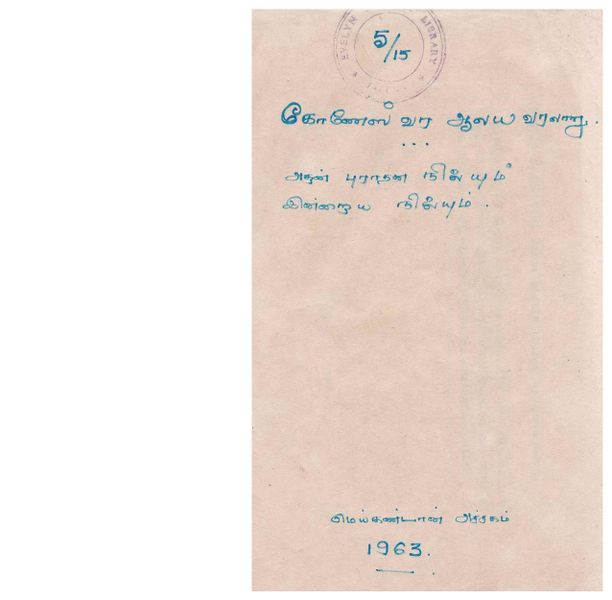 EVELYN LIBRARY
5/15
கோணேஸ்வர ஆலய வரலாறு.
...
அதன் புராதன நிலையும்
இன்றைய நிலையும்.
மெய்கண்டான் அச்சகம்
1963.